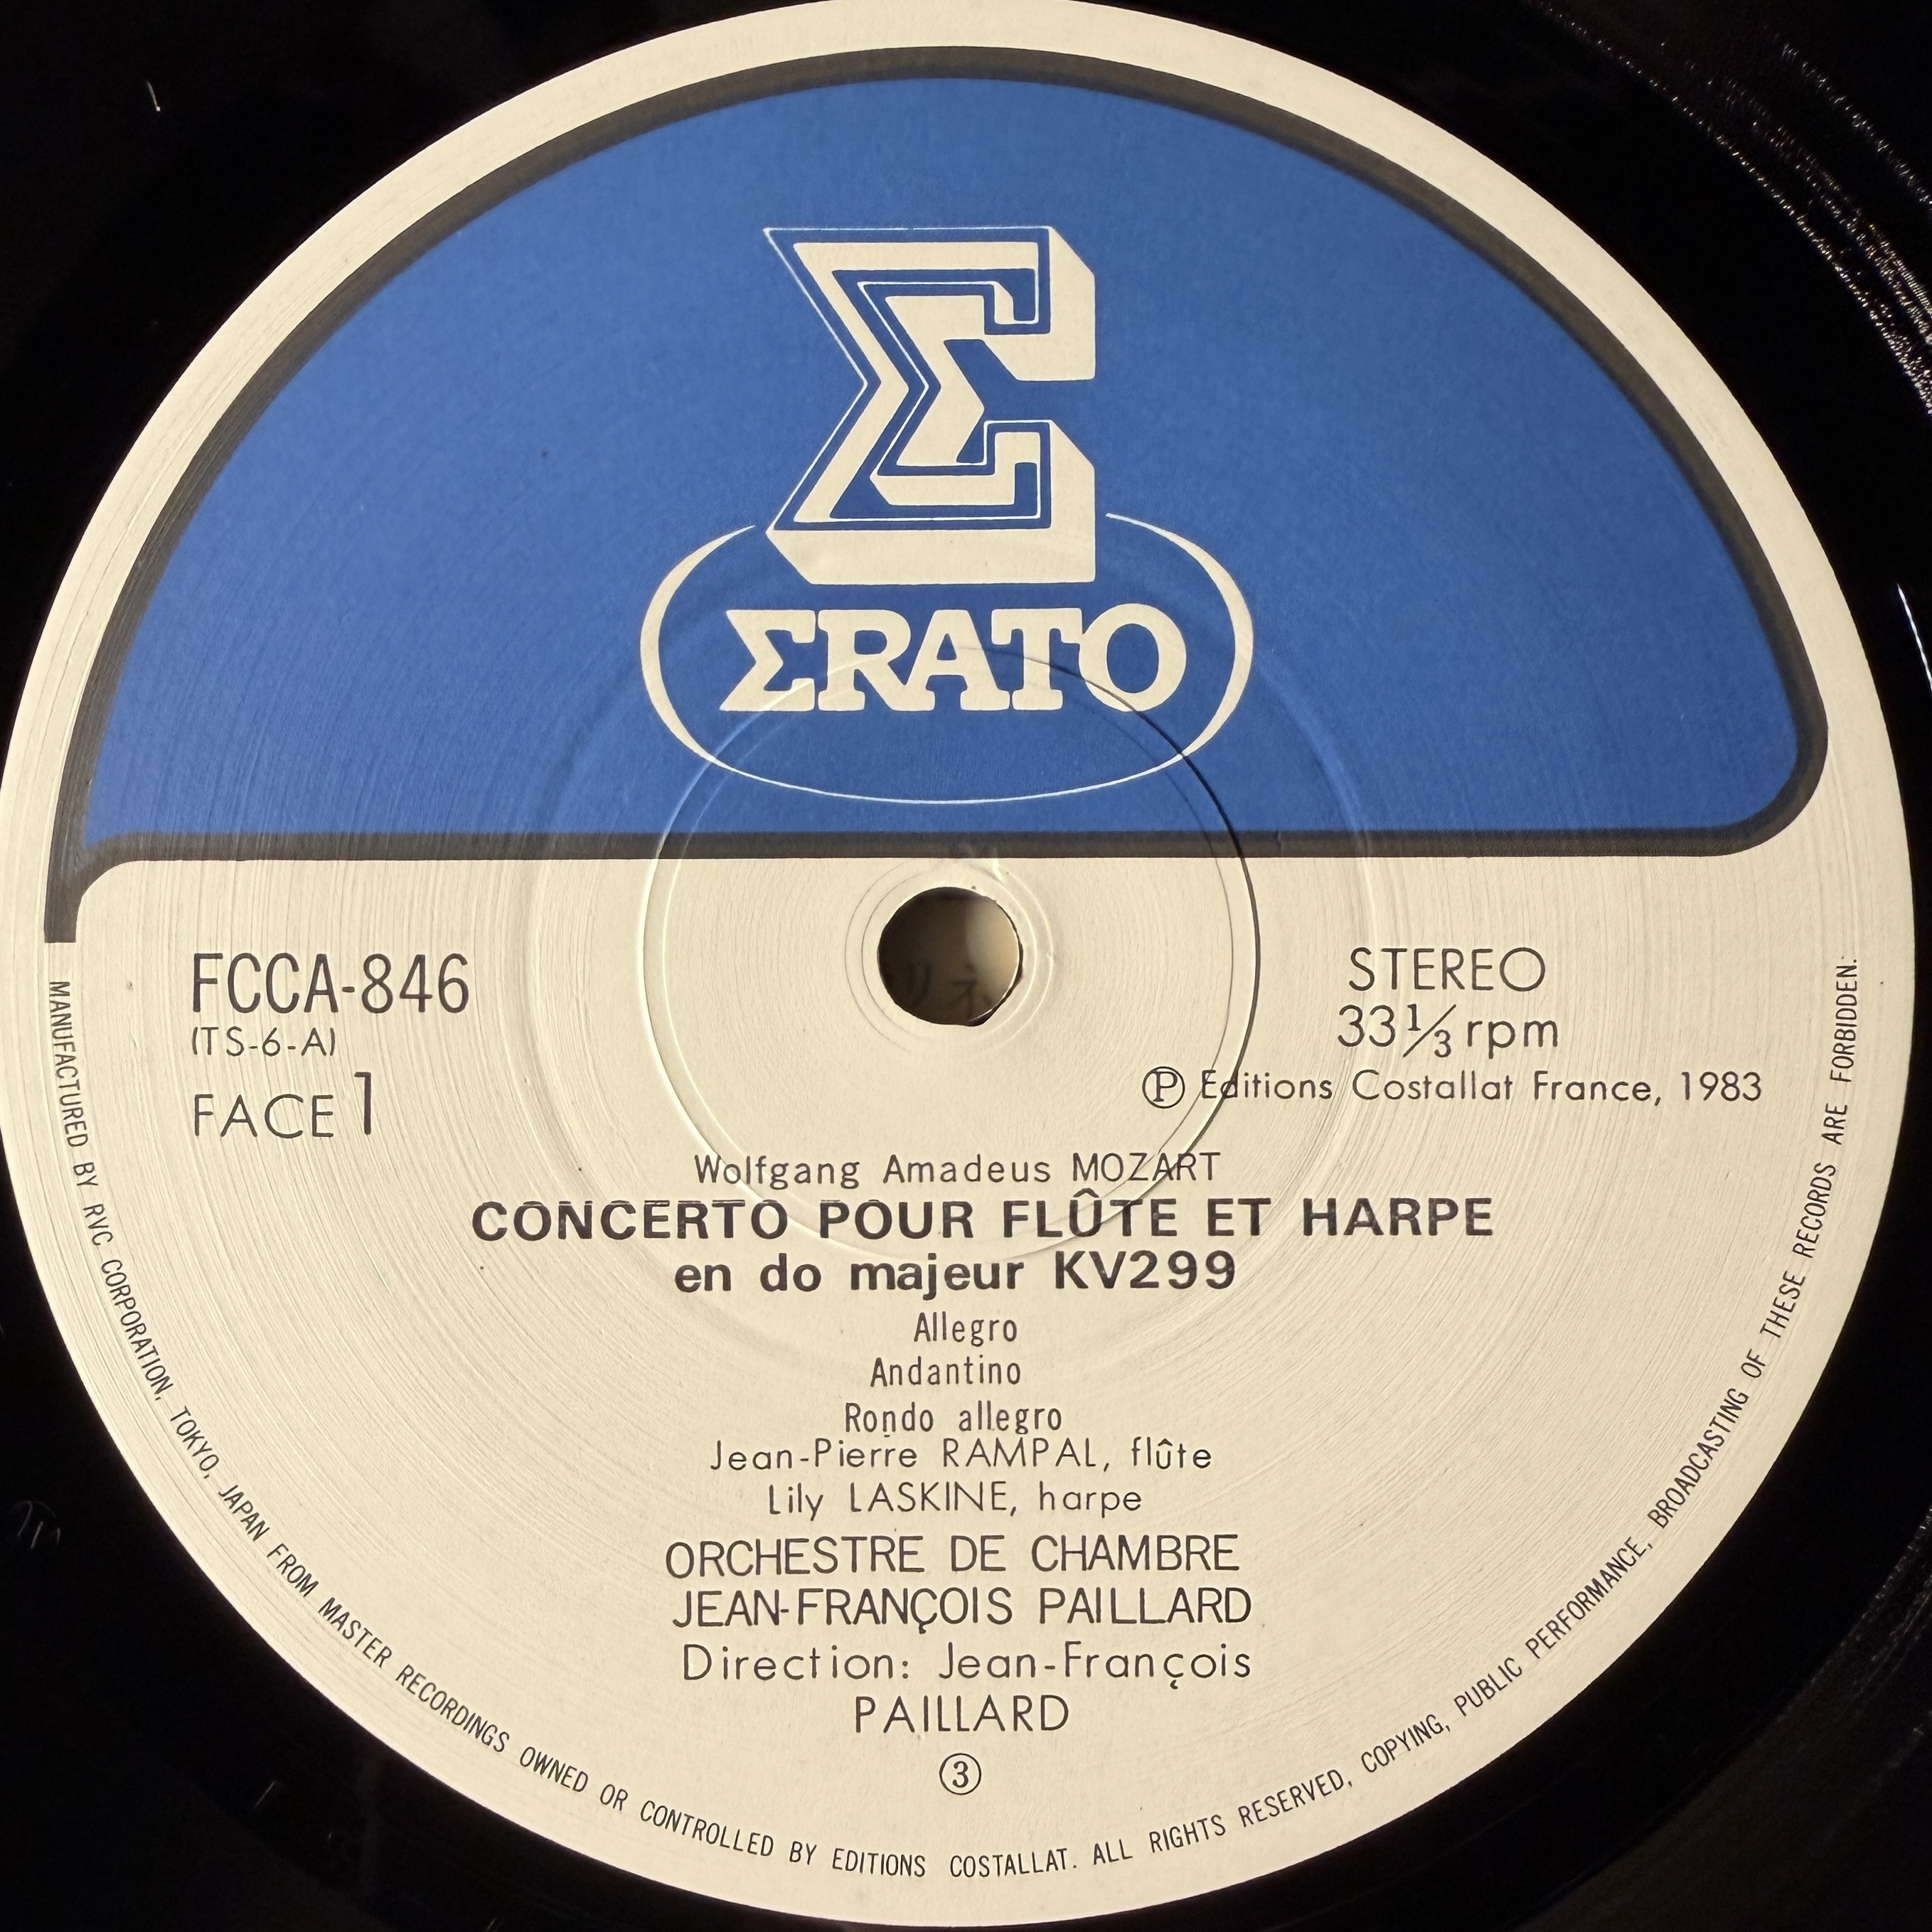 Σ
ΣRATO
FCCA-846
(TS-6-A)
FACE 1
STEREO
33⅓ rpm
Ⓟ Editions Costallat France, 1983
Wolfgang Amadeus MOZART
CONCERTO POUR FLÛTE ET HARPE
en do majeur KV299
Allegro
Andantino
Rondo allegro
Jean-Pierre RAMPAL, flûte
Lily LASKINE, harpe
ORCHESTRE DE CHAMBRE
JEAN-FRANÇOIS PAILLARD
Direction: Jean-François
PAILLARD
③
MANUFACTURED BY RVC CORPORATION, TOKYO, JAPAN FROM MASTER RECORDINGS OWNED OR CONTROLLED BY EDITIONS COSTALLAT. ALL RIGHTS RESERVED, COPYING, PUBLIC PERFORMANCE, BROADCASTING OF THESE RECORDS ARE FORBIDDEN.